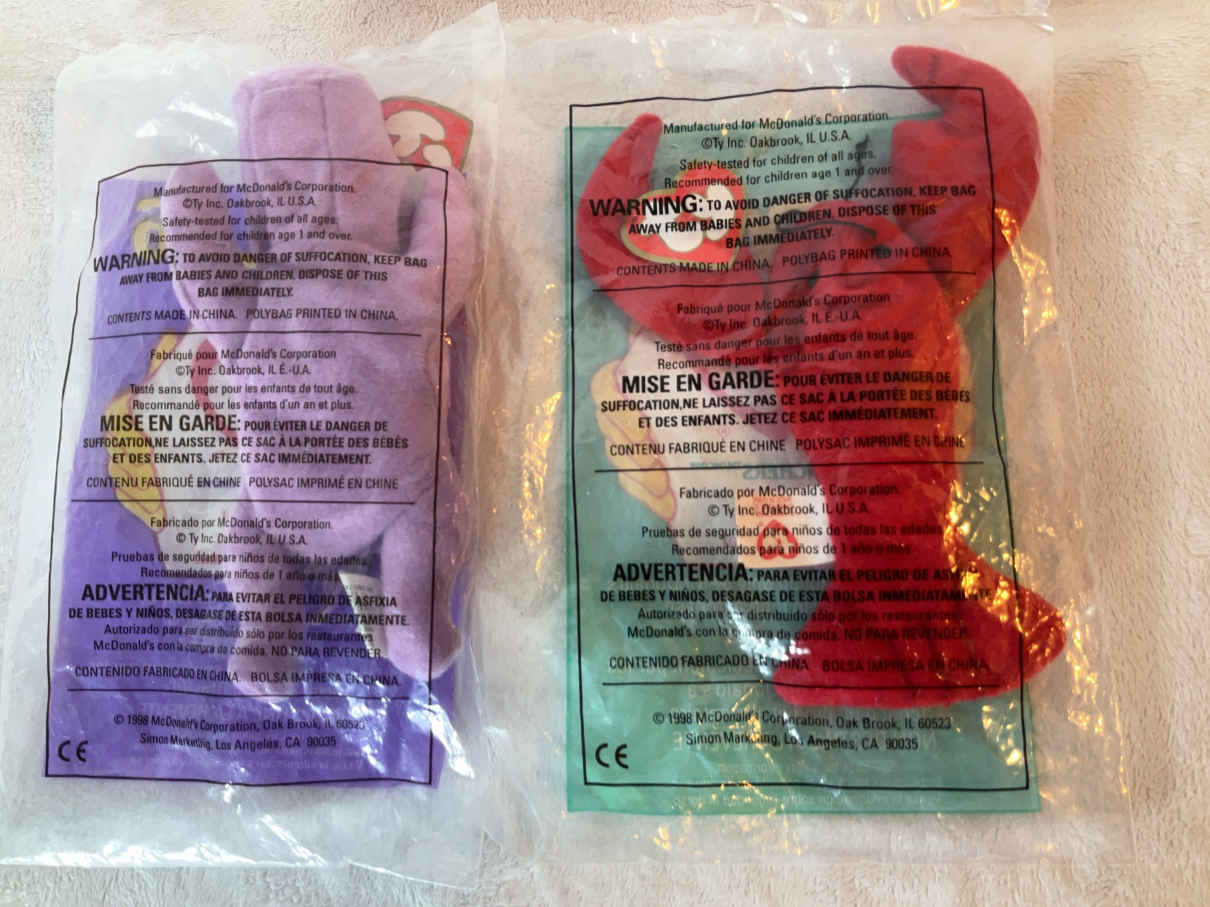 Manufactured for McDonald's Corporation.
©Ty Inc. Oakbrook, IL U.S.A.
Safety-tested for children of all ages.
Recommended for children age 1 and over.
WARNING: TO AVOID DANGER OF SUFFOCATION, KEEP BAG
AWAY FROM BABIES AND CHILDREN, DISPOSE OF THIS
BAG IMMEDIATELY.
CONTENTS MADE IN CHINA. POLYBAG PRINTED IN CHINA.
Fabriqué pour McDonald's Corporation
©Ty Inc. Oakbrook, IL É.-U.A.
Testé sans danger pour les enfants de tout âge.
Recommandé pour les enfants d'un an et plus.
MISE EN GARDE: POUR ÉVITER LE DANGER DE
SUFFOCATION,NE LAISSEZ PAS CE SAC À LA PORTÉE DES BÉBÉS
ET DES ENFANTS. JETEZ CE SAC IMMÉDIATEMENT.
CONTENU FABRIQUÉ EN CHINE POLYSAC IMPRIMÉ EN CHINE
Fabricado por McDonald's Corporation.
© Ty Inc. Oakbrook, IL U.S.A.
Pruebas de seguridad para niños de todas las edades.
Recomendados para niños de 1 año o más.
ADVERTENCIA: PARA EVITAR EL PELIGRO DE ASFIXIA
DE BEBES Y NIÑOS, DESAGASE DE ESTA BOLSA INMEDIATAMENTE.
Autorizado para ser distribuido sólo por los restaurantes
McDonald's con la compra de comida. NO PARA REVENDER
CONTENIDO FABRICADO EN CHINA. BOLSA IMPRESA EN CHINA.
© 1998 McDonald's Corporation, Oak Brook, IL 60523
Simon Marketing, Los Angeles, CA 90035
CE
Manufactured for McDonald's Corporation.
©Ty Inc. Oakbrook, IL U.S.A.
Safety-tested for children of all ages.
Recommended for children age 1 and over.
WARNING: TO AVOID DANGER OF SUFFOCATION, KEEP BAG
AWAY FROM BABIES AND CHILDREN, DISPOSE OF THIS
BAG IMMEDIATELY.
CONTENTS MADE IN CHINA. POLYBAG PRINTED IN CHINA.
Fabriqué pour McDonald's Corporation
©Ty Inc. Oakbrook, IL É.-U.A.
Testé sans danger pour les enfants de tout âge.
Recommandé pour les enfants d'un an et plus.
MISE EN GARDE: POUR ÉVITER LE DANGER DE
SUFFOCATION,NE LAISSEZ PAS CE SAC À LA PORTÉE DES BÉBÉS
ET DES ENFANTS. JETEZ CE SAC IMMÉDIATEMENT.
CONTENU FABRIQUÉ EN CHINE POLYSAC IMPRIMÉ EN CHINE
Fabricado por McDonald's Corporation.
© Ty Inc. Oakbrook, IL U.S.A.
Pruebas de seguridad para niños de todas las edades
Recomendados para niños de 1 año o más.
ADVERTENCIA: PARA EVITAR EL PELIGRO DE ASFIXIA
DE BEBES Y NIÑOS, DESAGASE DE ESTA BOLSA INMEDIATAMENTE.
Autorizado para ser distribuido sólo por los restaurantes
McDonald's con la compra de comida. NO PARA REVENDER
CONTENIDO FABRICADO EN CHINA. BOLSA IMPRESA EN CHINA.
© 1998 McDonald's Corporation, Oak Brook, IL 60523
Simon Marketing, Los Angeles, CA 90035
CE